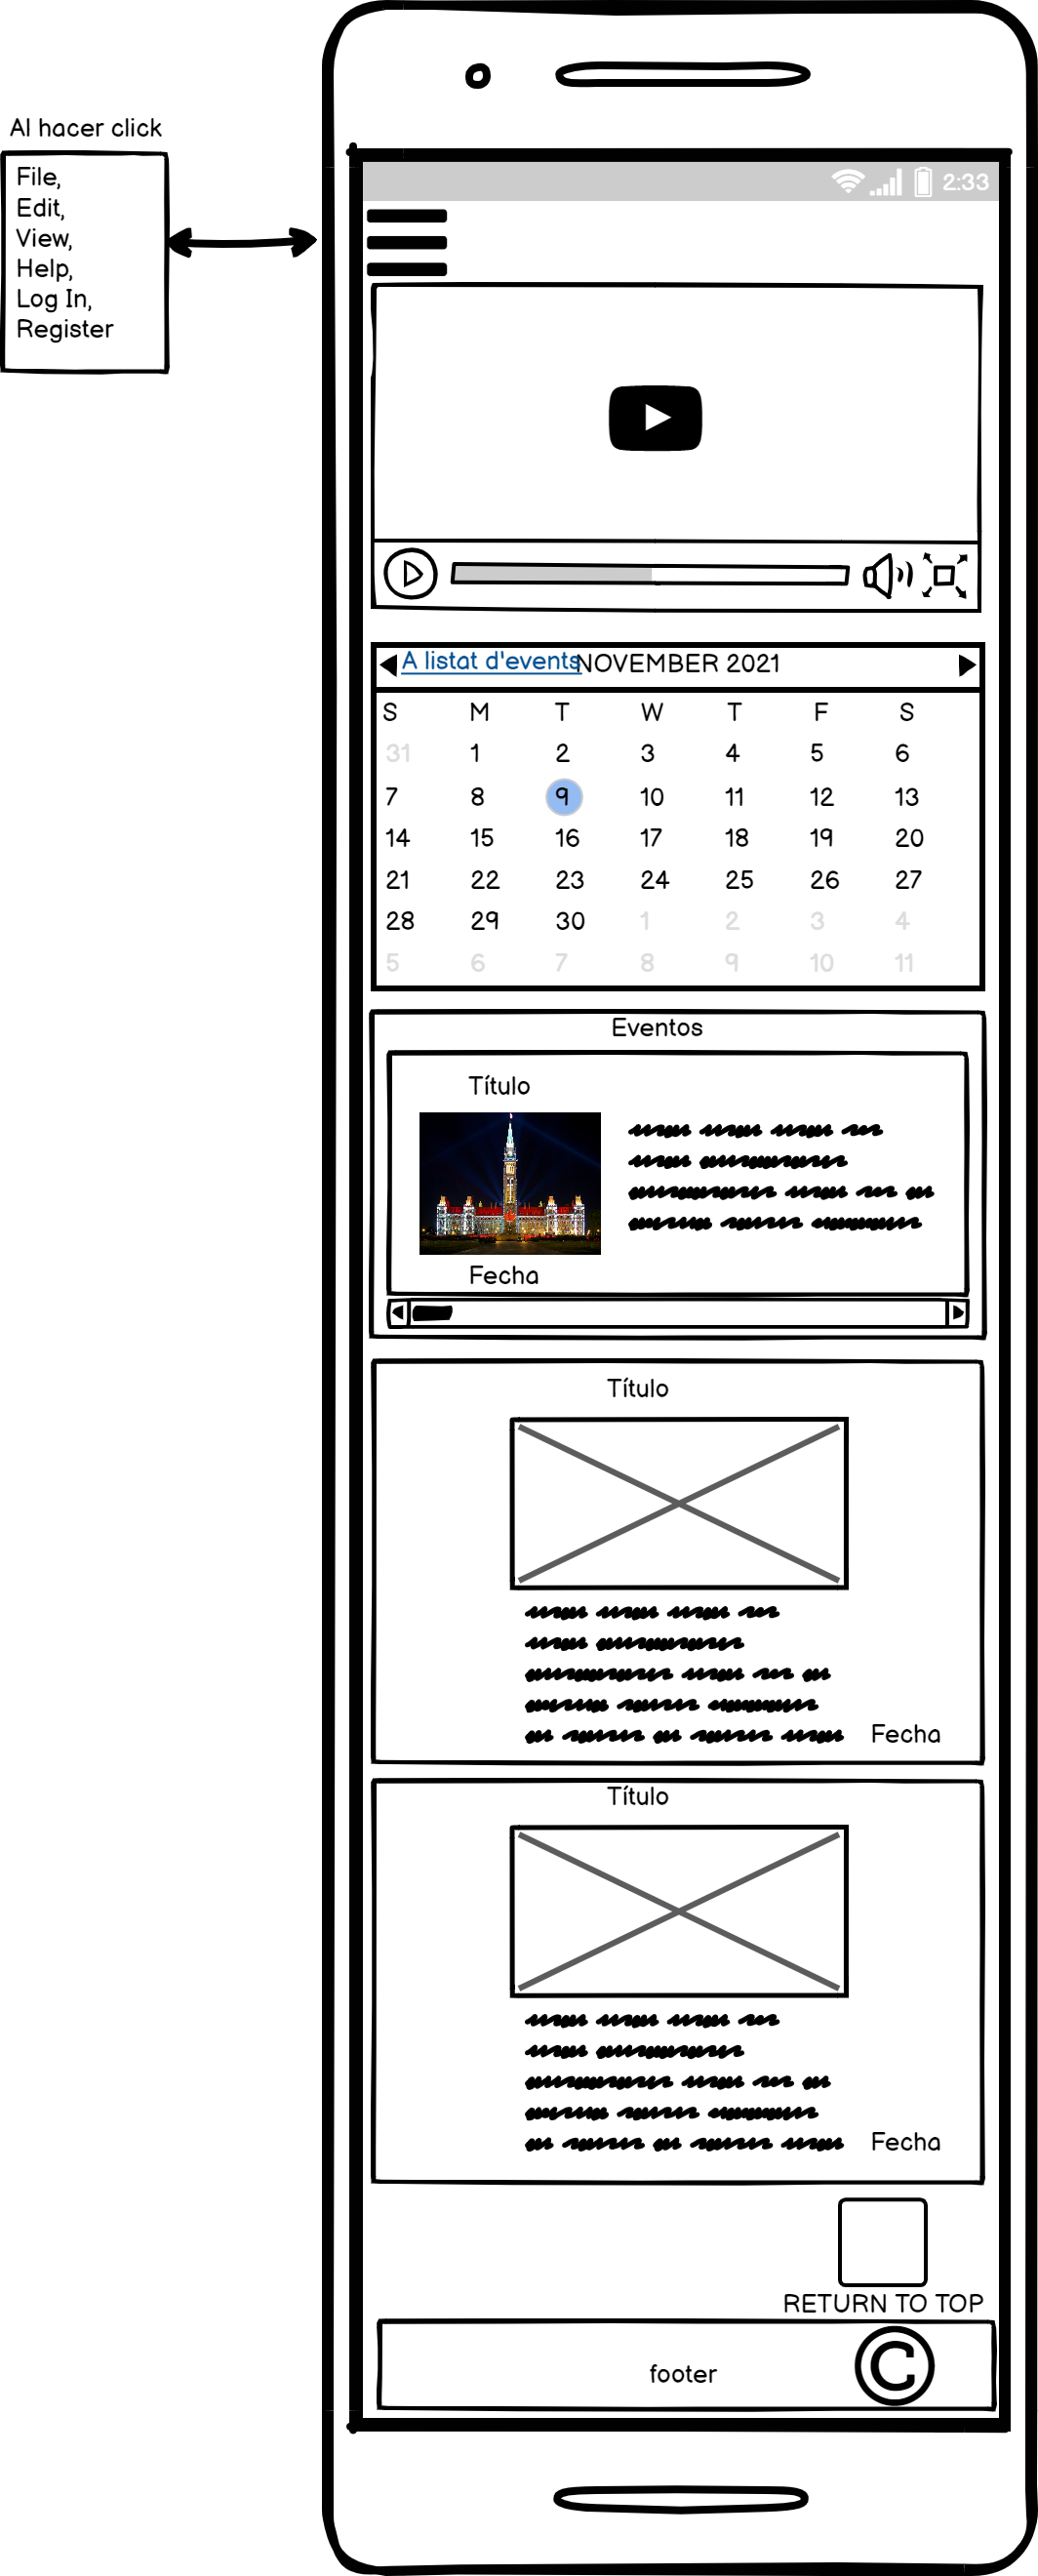 Al hacer click
File,
Edit,
View,
Help,
Log In,
Register
2:33
A listat d'events NOVEMBER 2021
S M T W T F S
31 1 2 3 4 5 6
7 8 9 10 11 12 13
14 15 16 17 18 19 20
21 22 23 24 25 26 27
28 29 30 1 2 3 4
5 6 7 8 9 10 11
Eventos
Título
Fecha
Título
Fecha
Título
Fecha
RETURN TO TOP
footer ©